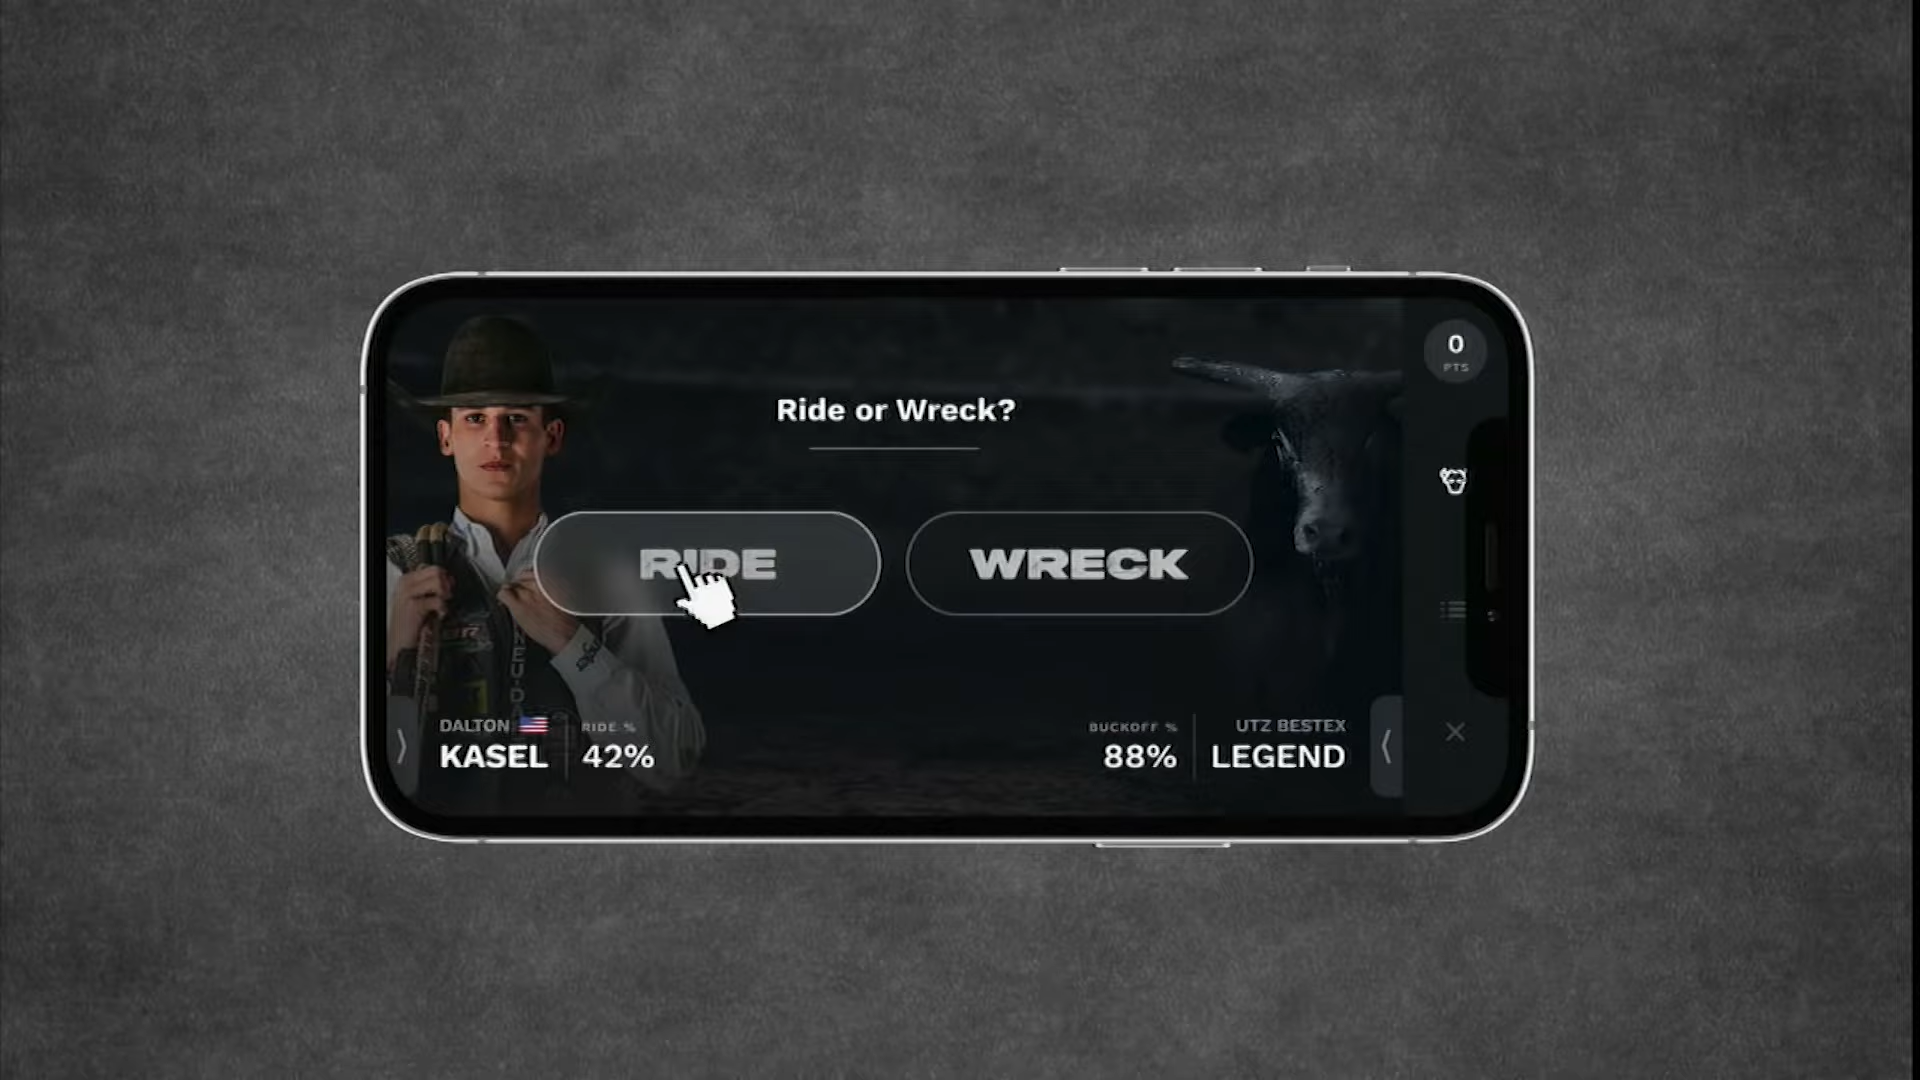 0
PTS
Ride or Wreck?
RIDE
WRECK
DALTON
RIDE %
KASEL
42%
BUCKOFF %
UTZ BESTEX
88%
LEGEND